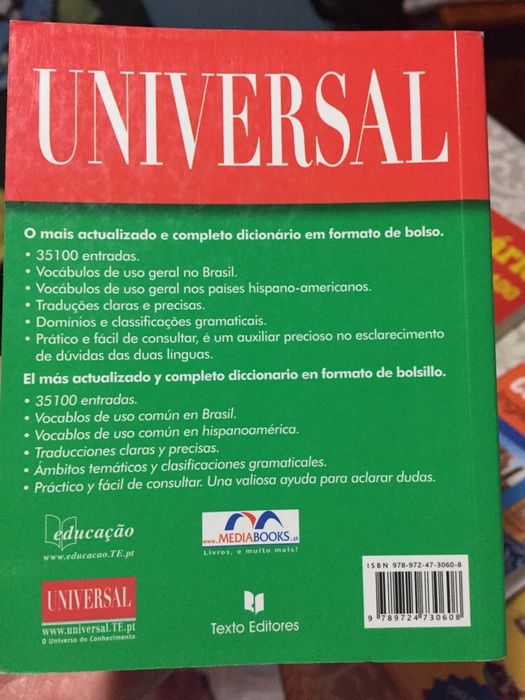 UNIVERSAL
O mais actualizado e completo dicionário em formato de bolso.
• 35100 entradas.
• Vocábulos de uso geral no Brasil.
• Vocábulos de uso geral nos países hispano-americanos.
• Traduções claras e precisas.
• Domínios e classificações gramaticais.
• Prático e fácil de consultar, é um auxiliar precioso no esclarecimento
de dúvidas das duas línguas.
El más actualizado y completo diccionario en formato de bolsillo.
• 35100 entradas.
• Vocablos de uso común en Brasil.
• Vocablos de uso común en hispanoamérica.
• Traducciones claras y precisas.
• Ámbitos temáticos y clasificaciones gramaticales.
• Práctico y fácil de consultar. Una valiosa ayuda para aclarar dudas.
educação
www.educacao.TE.pt
www.MEDIABOOKS.pt
Livros, e muito mais!
UNIVERSAL
www.universal.TE.pt
O Universo do Conhecimento
Texto Editores
ISBN 978-972-47-3060-8
9 789724 730608